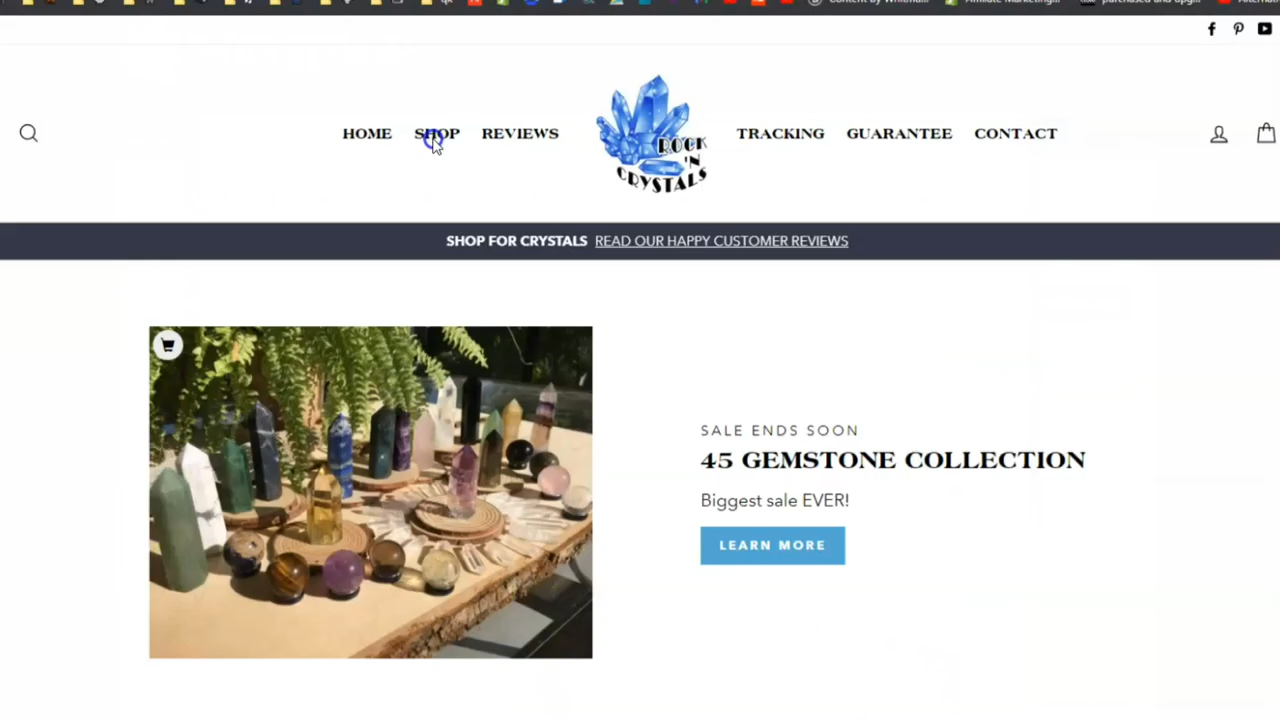 HOME SHOP REVIEWS
ROCK
'N
CRYSTALS
TRACKING GUARANTEE CONTACT
SHOP FOR CRYSTALS READ OUR HAPPY CUSTOMER REVIEWS
SALE ENDS SOON
45 GEMSTONE COLLECTION
Biggest sale EVER!
LEARN MORE